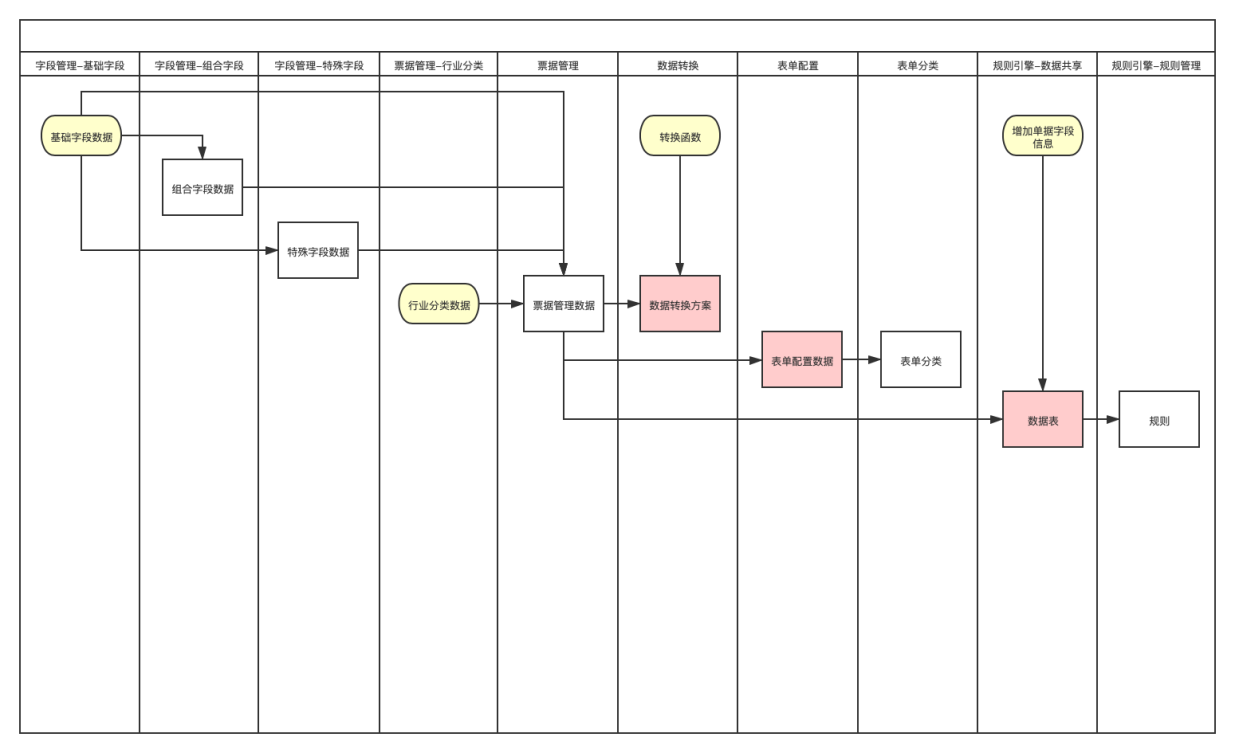 字段管理–基础字段
字段管理–组合字段
字段管理–特殊字段
票据管理–行业分类
票据管理
数据转换
表单配置
表单分类
规则引擎–数据共享
规则引擎–规则管理
基础字段数据
转换函数
增加单据字段
信息
组合字段数据
特殊字段数据
行业分类数据
票据管理数据
数据转换方案
表单配置数据
表单分类
数据表
规则